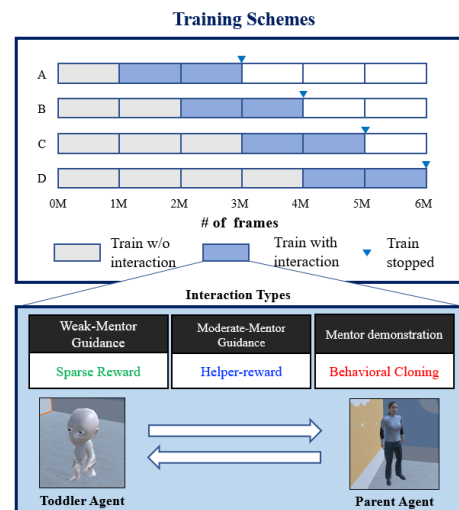 Training Schemes
A
B
C
D
0M 1M 2M 3M 4M 5M 6M
# of frames
Train w/o interaction
Train with interaction
Train stopped
Interaction Types
Weak-Mentor Guidance
Moderate-Mentor Guidance
Mentor demonstration
Sparse Reward
Helper-reward
Behavioral Cloning
Toddler Agent
Parent Agent